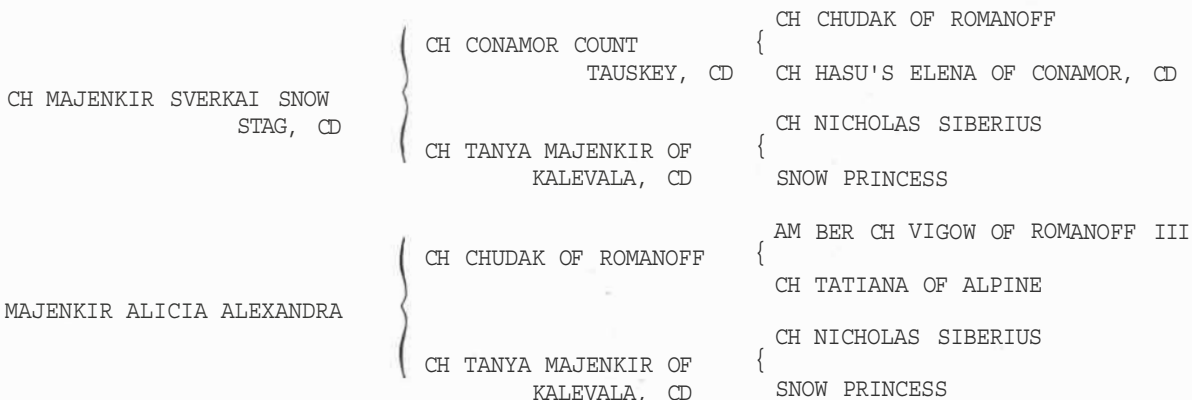 CH CHUDAK OF ROMANOFF
CH CONAMOR COUNT
TAUSKEY, CD
CH HASU'S ELENA OF CONAMOR, CD
CH MAJENKIR SVERKAI SNOW
STAG, CD
CH NICHOLAS SIBERIUS
CH TANYA MAJENKIR OF
KALEVALA, CD
SNOW PRINCESS
AM BER CH VIGOW OF ROMANOFF III
CH CHUDAK OF ROMANOFF
CH TATIANA OF ALPINE
MAJENKIR ALICIA ALEXANDRA
CH NICHOLAS SIBERIUS
CH TANYA MAJENKIR OF
KALEVALA, CD
SNOW PRINCESS